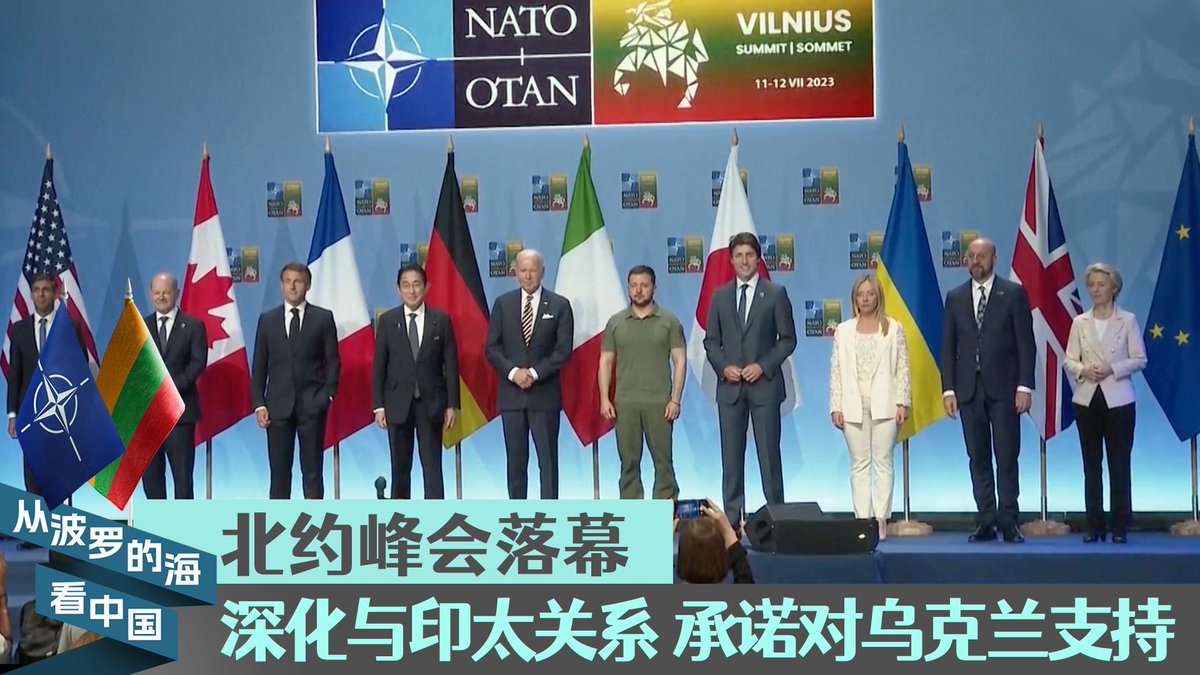 NATO
OTAN
VILNIUS
SUMMIT | SOMMET
11-12 VII 2023
从波罗的海
看中国
北约峰会落幕
深化与印太关系 承诺对乌克兰支持